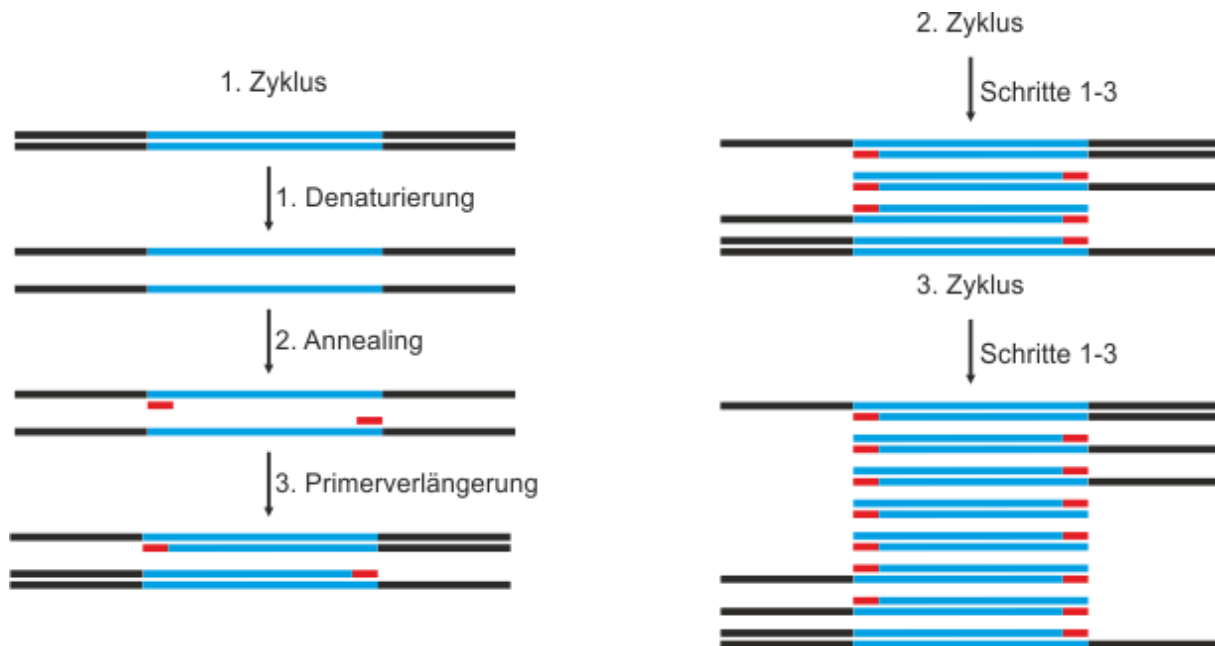 1. Zyklus
1. Denaturierung
2. Annealing
3. Primerverlängerung
2. Zyklus
Schritte 1-3
3. Zyklus
Schritte 1-3